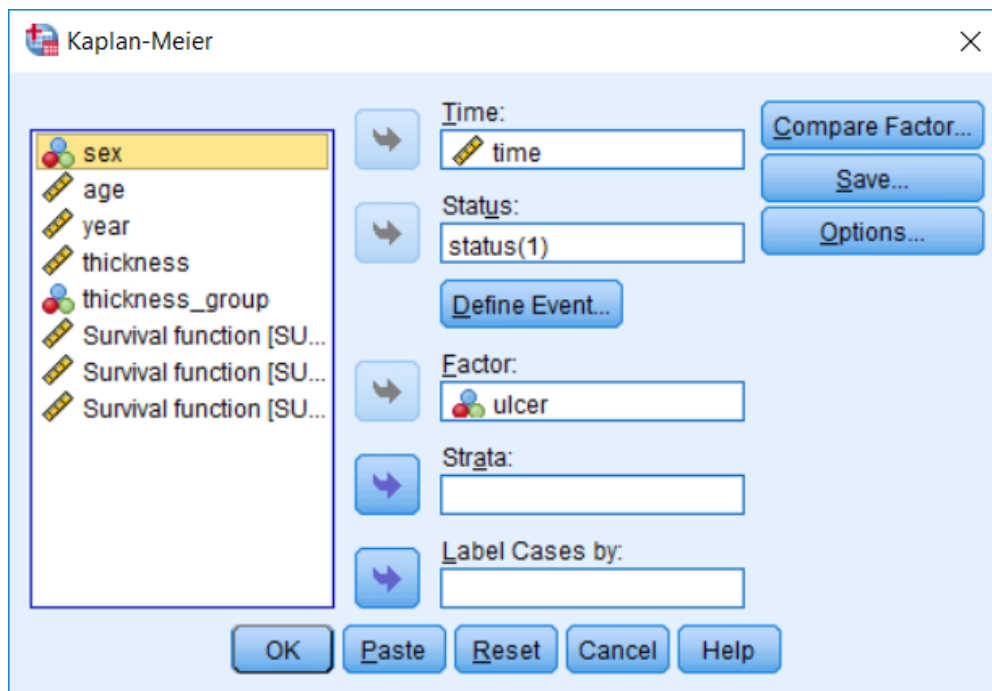 Kaplan-Meier
sex
age
year
thickness
thickness_group
Survival function [SU...
Survival function [SU...
Survival function [SU...
Time:
time
Status:
status(1)
Define Event...
Factor:
ulcer
Strata:
Label Cases by:
Compare Factor...
Save...
Options...
OK
Paste
Reset
Cancel
Help